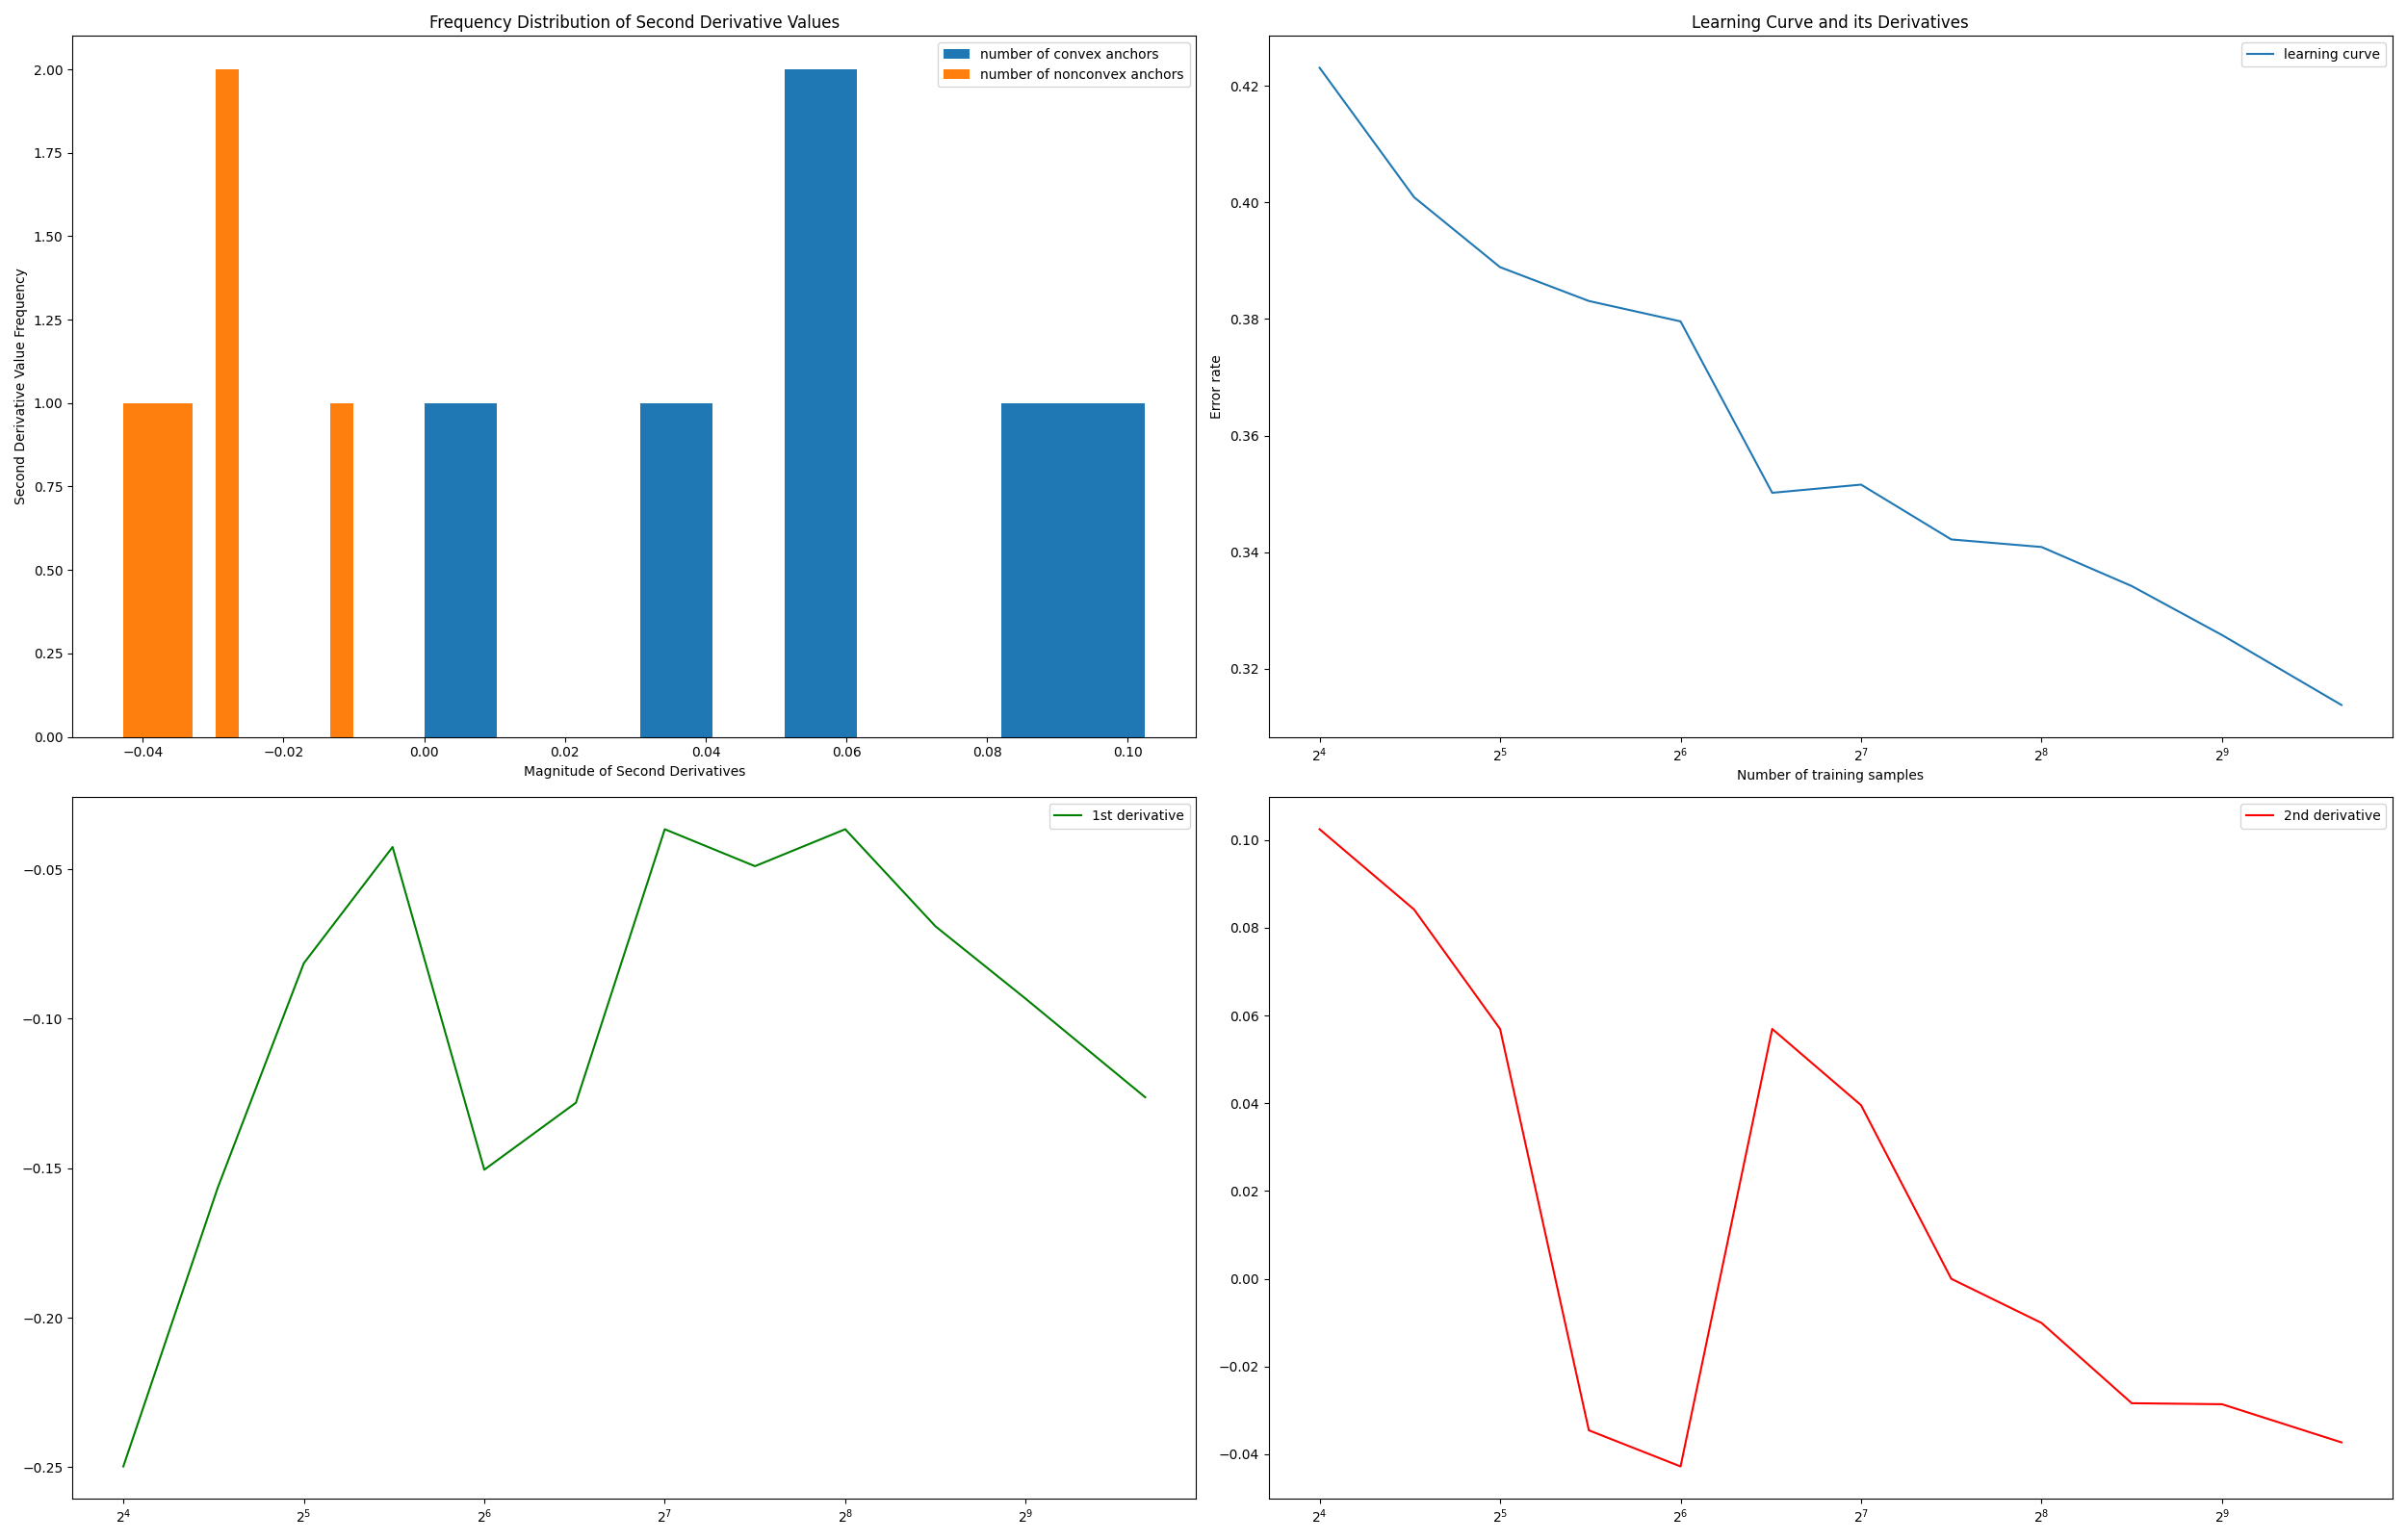 Frequency Distribution of Second Derivative Values
number of convex anchors
number of nonconvex anchors
Second Derivative Value Frequency
2.00
1.75
1.50
1.25
1.00
0.75
0.50
0.25
0.00
−0.04 −0.02 0.00 0.02 0.04 0.06 0.08 0.10
Magnitude of Second Derivatives
Learning Curve and its Derivatives
learning curve
Error rate
0.42
0.40
0.38
0.36
0.34
0.32
2⁴ 2⁵ 2⁶ 2⁷ 2⁸ 2⁹
Number of training samples
1st derivative
−0.05
−0.10
−0.15
−0.20
−0.25
2⁴ 2⁵ 2⁶ 2⁷ 2⁸ 2⁹
2nd derivative
0.10
0.08
0.06
0.04
0.02
0.00
−0.02
−0.04
2⁴ 2⁵ 2⁶ 2⁷ 2⁸ 2⁹